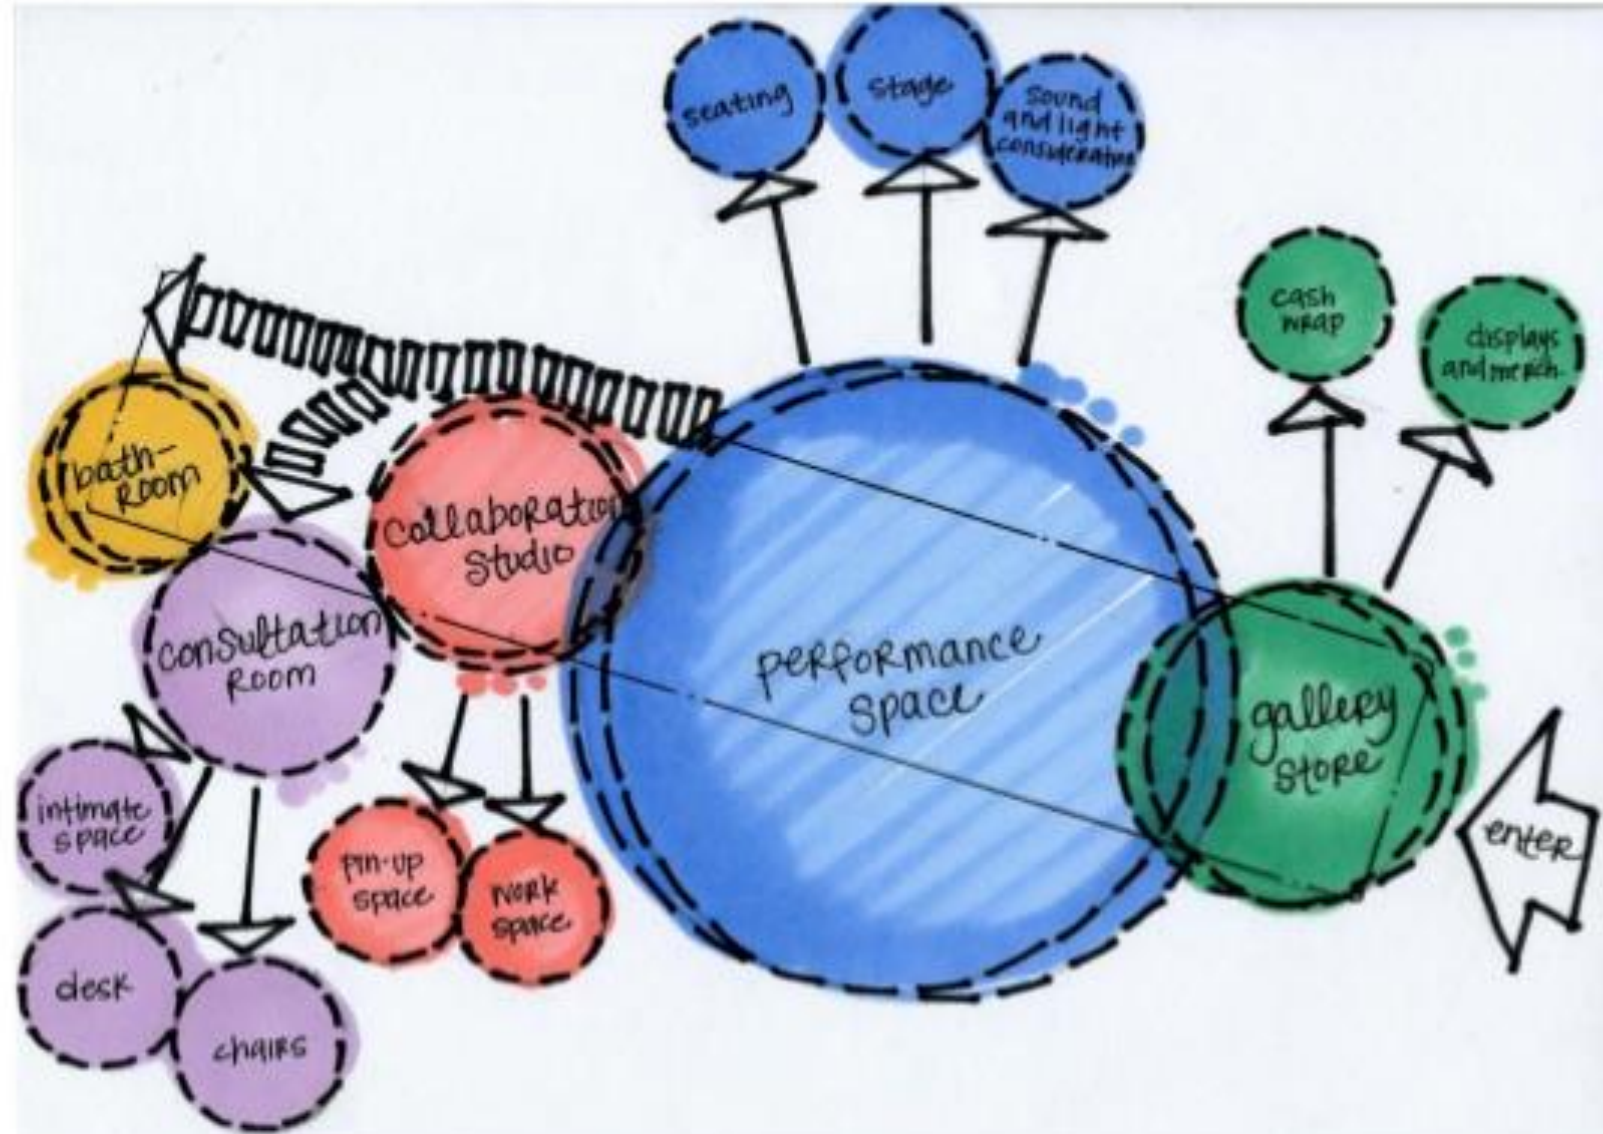 seating
stage
sound
and light
consideration
cash
wrap
displays
and merch.
bath-
room
collaboration
studio
consultation
room
performance
space
gallery
store
enter
intimate
space
pin-up
space
work
space
desk
chairs